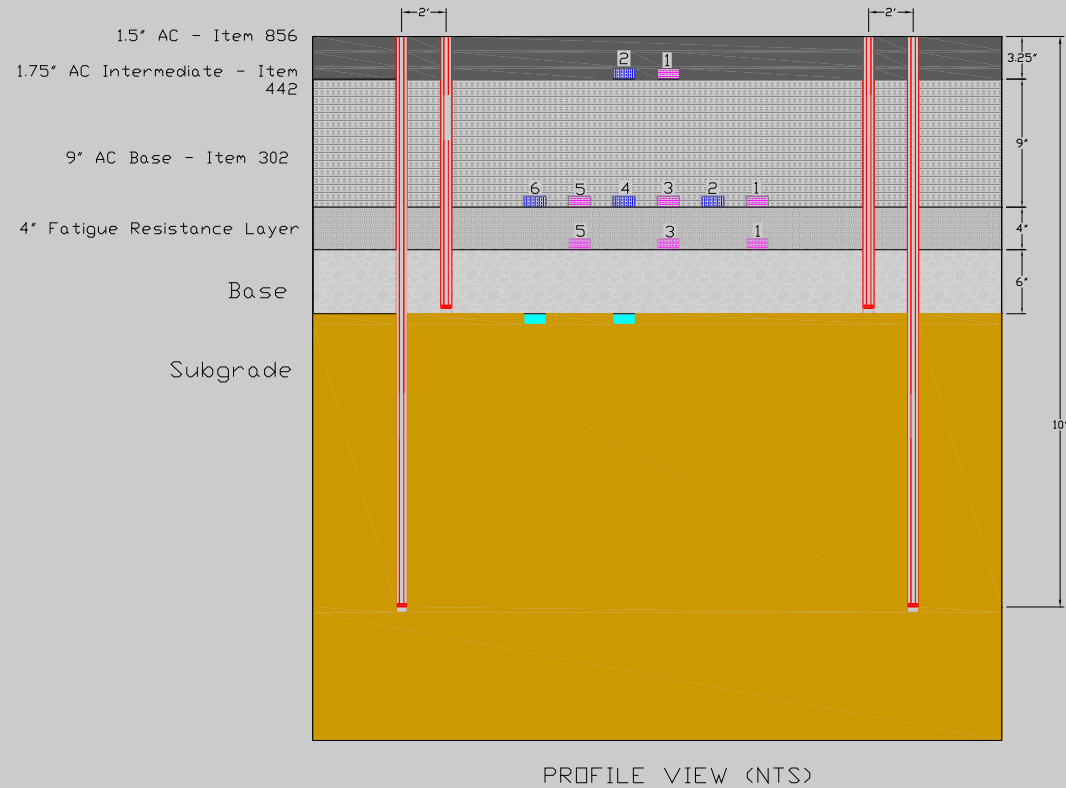 2' 2'
1.5" AC - Item 856
3.25"
2 1
1.75" AC Intermediate - Item
442
9"
9" AC Base - Item 302
6 5 4 3 2 1
4" Fatigue Resistance Layer
4"
5 3 1
Base
6"
Subgrade
10'
PROFILE VIEW (NTS)